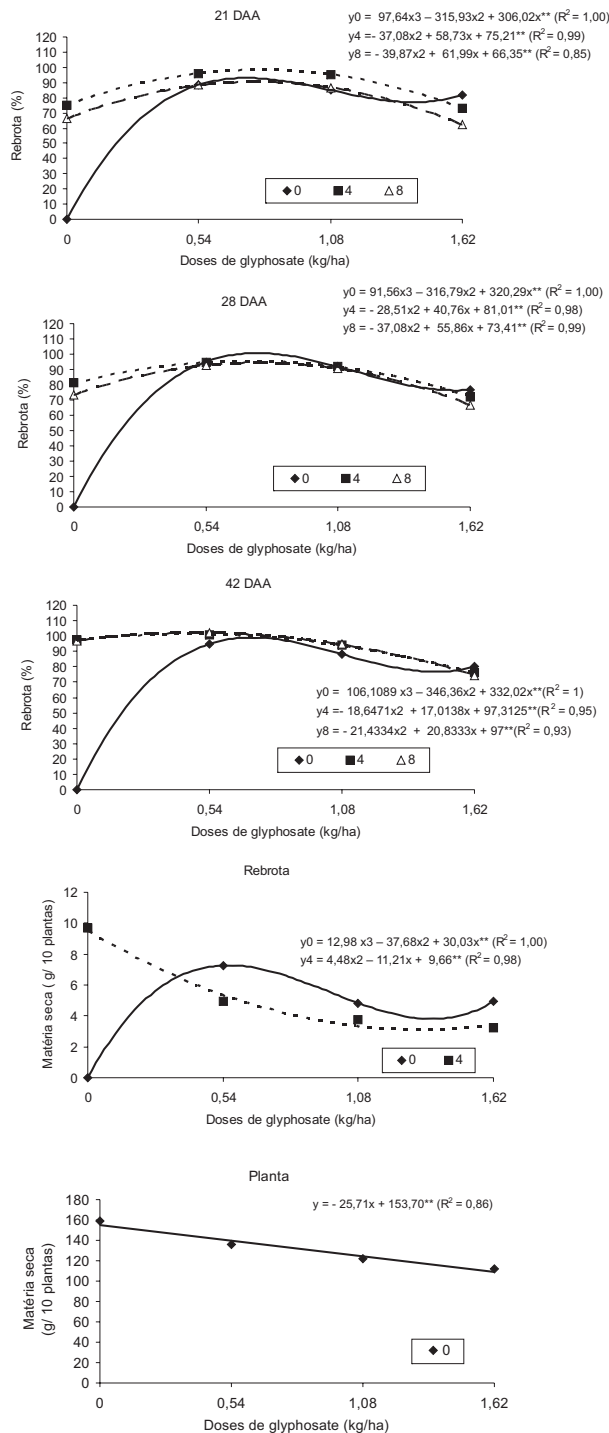 21 DAA
y0 = 97,64x3 – 315,93x2 + 306,02x** (R² = 1,00)
y4 = - 37,08x2 + 58,73x + 75,21** (R² = 0,99)
y8 = - 39,87x2 + 61,99x + 66,35** (R² = 0,85)
Rebrota (%)
120
110
100
90
80
70
60
50
40
30
20
10
0
0 4 8
0 0,54 1,08 1,62
Doses de glyphosate (kg/ha)
28 DAA
y0 = 91,56x3 – 316,79x2 + 320,29x** (R² = 1,00)
y4 = - 28,51x2 + 40,76x + 81,01** (R² = 0,98)
y8 = - 37,08x2 + 55,86x + 73,41** (R² = 0,99)
Rebrota (%)
120
110
100
90
80
70
60
50
40
30
20
10
0
0 4 8
0 0,54 1,08 1,62
Doses de glyphosate (kg/ha)
42 DAA
Rebrota (%)
120
110
100
90
80
70
60
50
40
30
20
10
0
y0 106,1089 x3 – 346,36x2 + 332,02x**(R² = 1)
y4 =- 18,6471x2 + 17,0138x + 97,3125**(R² = 0,95)
y8 = - 21,4334x2 + 20,8333x + 97**(R² = 0,93)
0 4 8
0 0,54 1,08 1,62
Doses de glyphosate (kg/ha)
Rebrota
Matéria seca ( g/ 10 plantas)
12
10
8
6
4
2
0
y0 = 12,98 x3 – 37,68x2 + 30,03x** (R² = 1,00)
y4 = 4,48x2 – 11,21x + 9,66** (R² = 0,98)
0 4
0 0,54 1,08 1,62
Doses de glyphosate (kg/ha)
Planta
y = - 25,71x + 153,70** (R² = 0,86)
Matéria seca
(g/ 10 plantas)
180
160
140
120
100
80
60
40
20
0
0
0 0,54 1,08 1,62
Doses de glyphosate (kg/ha)